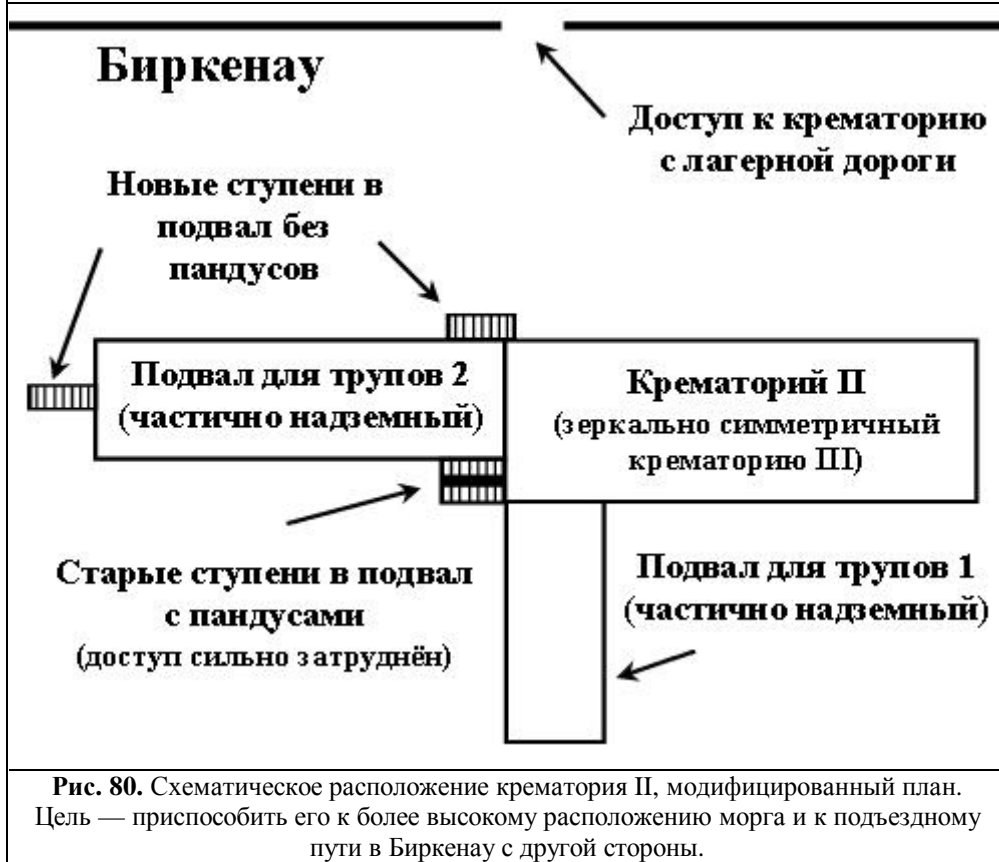 Биркенау
Доступ к крематорию
с лагерной дороги
Новые ступени в
подвал без
пандусов
Подвал для трупов 2
(частично надземный)
Крематорий II
(зеркально симметричный
крематорию III)
Старые ступени в подвал
с пандусами
(доступ сильно затруднён)
Подвал для трупов 1
(частично надземный)
Рис. 80. Схематическое расположение крематория II, модифицированный план.
Цель — приспособить его к более высокому расположению морга и к подъездному
пути в Биркенау с другой стороны.